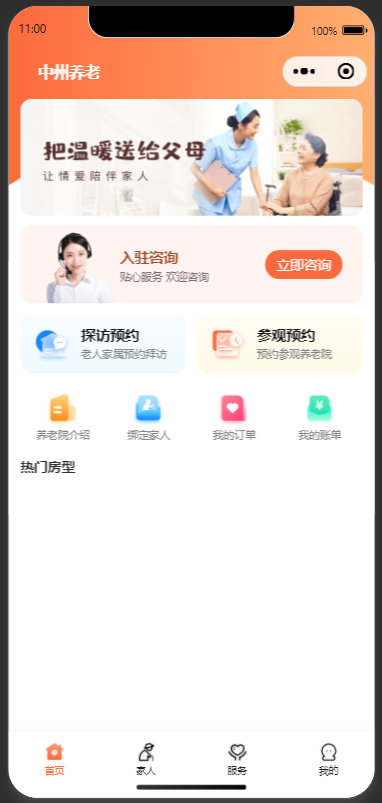 11:00
100%
中州养老
把温暖送给父母
让情爱陪伴家人
入驻咨询
贴心服务 欢迎咨询
立即咨询
探访预约
老人家属预约拜访
参观预约
预约参观养老院
养老院介绍
绑定家人
我的订单
我的账单
热门房型
首页
家人
服务
我的